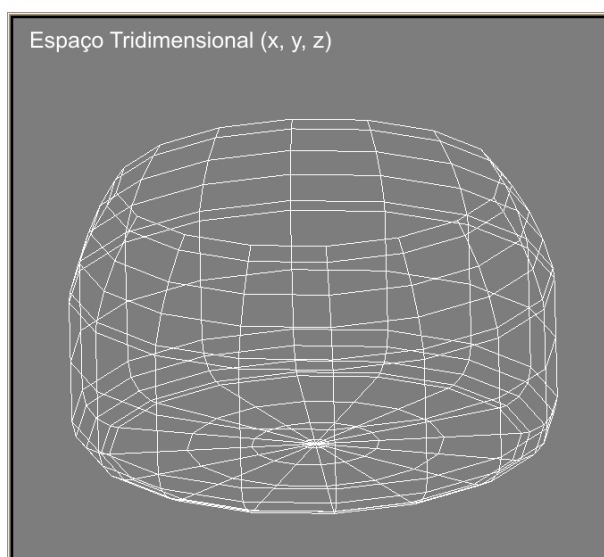 Espaço Tridimensional (x, y, z)